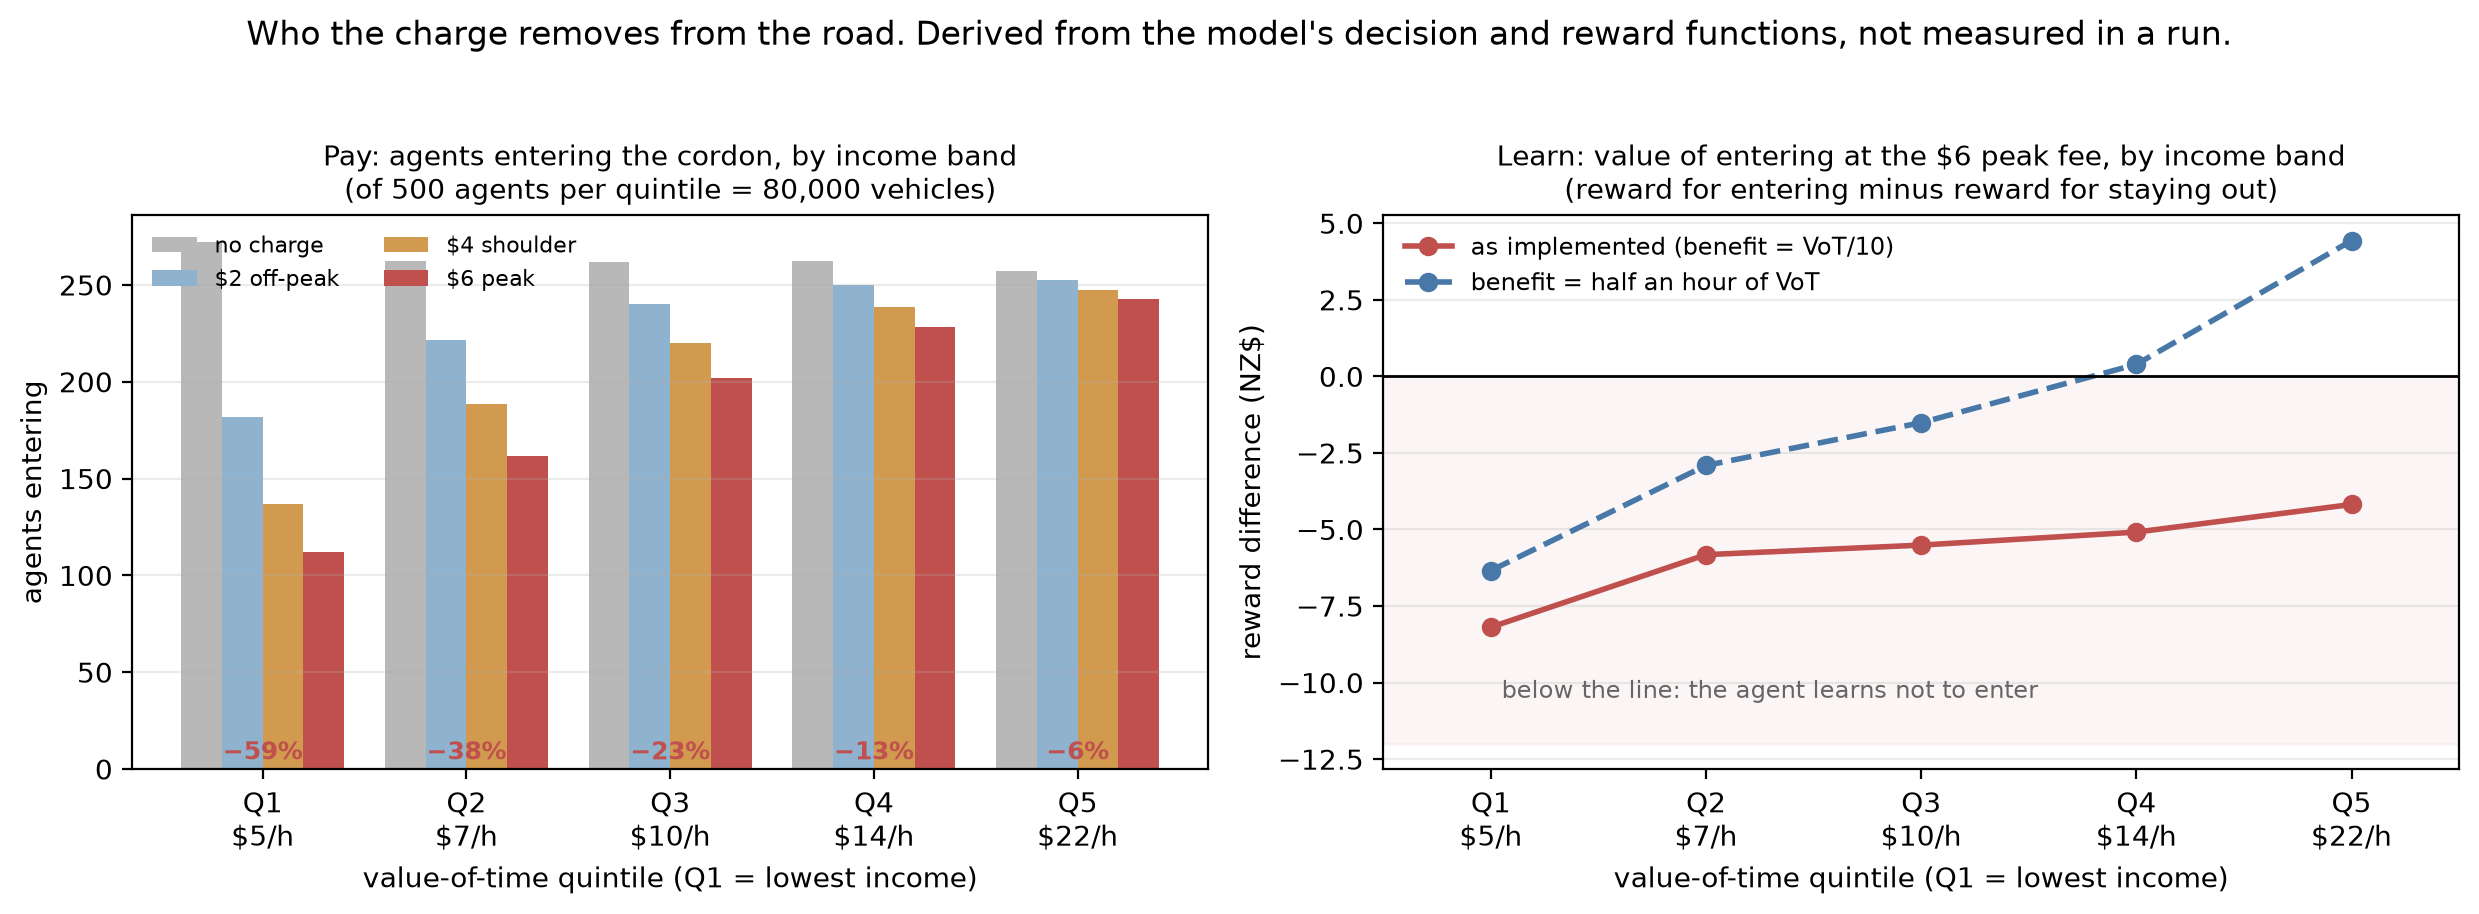 Who the charge removes from the road. Derived from the model's decision and reward functions, not measured in a run.
Pay: agents entering the cordon, by income band
(of 500 agents per quintile = 80,000 vehicles)
no charge
$2 off-peak
$4 shoulder
$6 peak
agents entering
250
200
150
100
50
0
−59%
−38%
−23%
−13%
−6%
Q1
$5/h
Q2
$7/h
Q3
$10/h
Q4
$14/h
Q5
$22/h
value-of-time quintile (Q1 = lowest income)
Learn: value of entering at the $6 peak fee, by income band
(reward for entering minus reward for staying out)
as implemented (benefit = VoT/10)
benefit = half an hour of VoT
reward difference (NZ$)
5.0
2.5
0.0
−2.5
−5.0
−7.5
−10.0
−12.5
below the line: the agent learns not to enter
Q1
$5/h
Q2
$7/h
Q3
$10/h
Q4
$14/h
Q5
$22/h
value-of-time quintile (Q1 = lowest income)